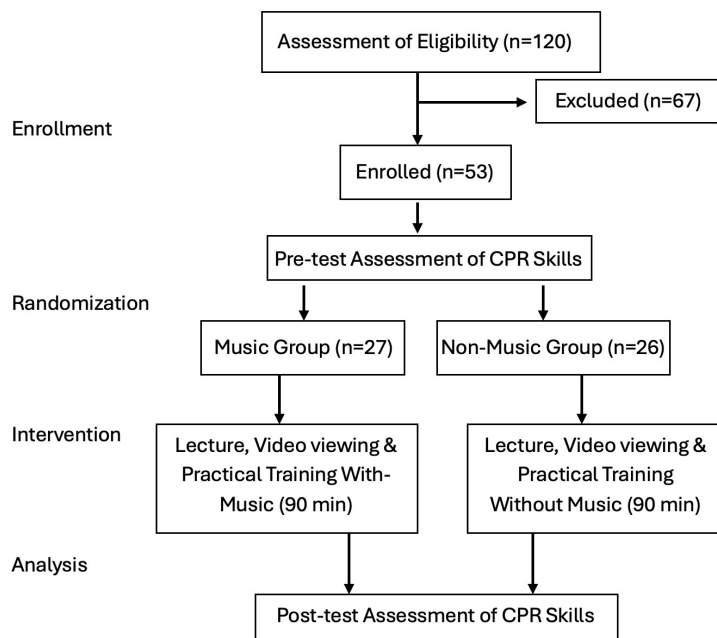 Assessment of Eligibility (n=120)
Excluded (n=67)
Enrollment
Enrolled (n=53)
Pre-test Assessment of CPR Skills
Randomization
Music Group (n=27)
Non-Music Group (n=26)
Intervention
Lecture, Video viewing &
Practical Training With-
Music (90 min)
Lecture, Video viewing &
Practical Training
Without Music (90 min)
Analysis
Post-test Assessment of CPR Skills